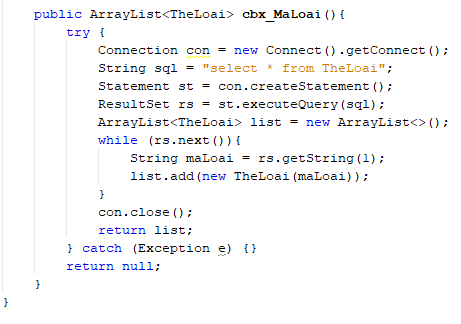 public ArrayList<TheLoai> cbx_MaLoai(){
try {
Connection con = new Connect().getConnect();
String sql = "select * from TheLoai";
Statement st = con.createStatement();
ResultSet rs = st.executeQuery(sql);
ArrayList<TheLoai> list = new ArrayList<>();
while (rs.next()){
String maLoai = rs.getString(1);
list.add(new TheLoai(maLoai));
}
con.close();
return list;
} catch (Exception e) {}
return null;
}
}